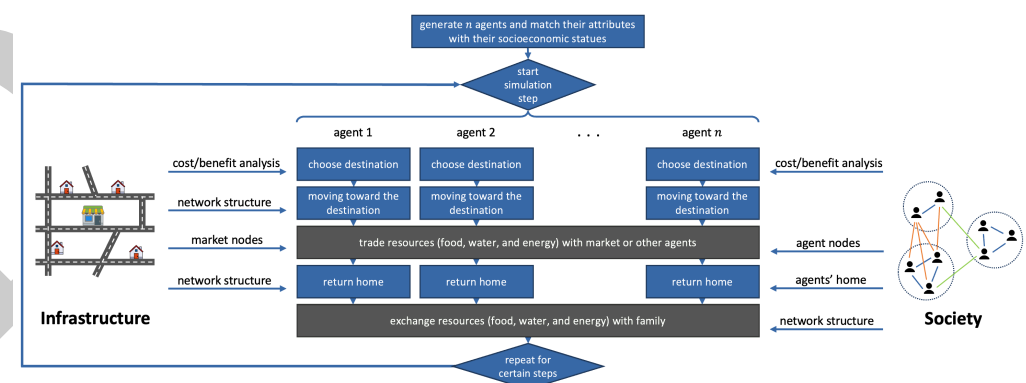 generate n agents and match their attributes
with their socioeconomic statues
start
simulation
step
agent 1
agent 2
. . .
agent n
cost/benefit analysis
choose destination
choose destination
choose destination
cost/benefit analysis
network structure
moving toward the
destination
moving toward the
destination
moving toward the
destination
market nodes
trade resources (food, water, and energy) with market or other agents
agent nodes
network structure
return home
return home
return home
agents' home
Infrastructure
exchange resources (food, water, and energy) with family
network structure
Society
repeat for
certain steps